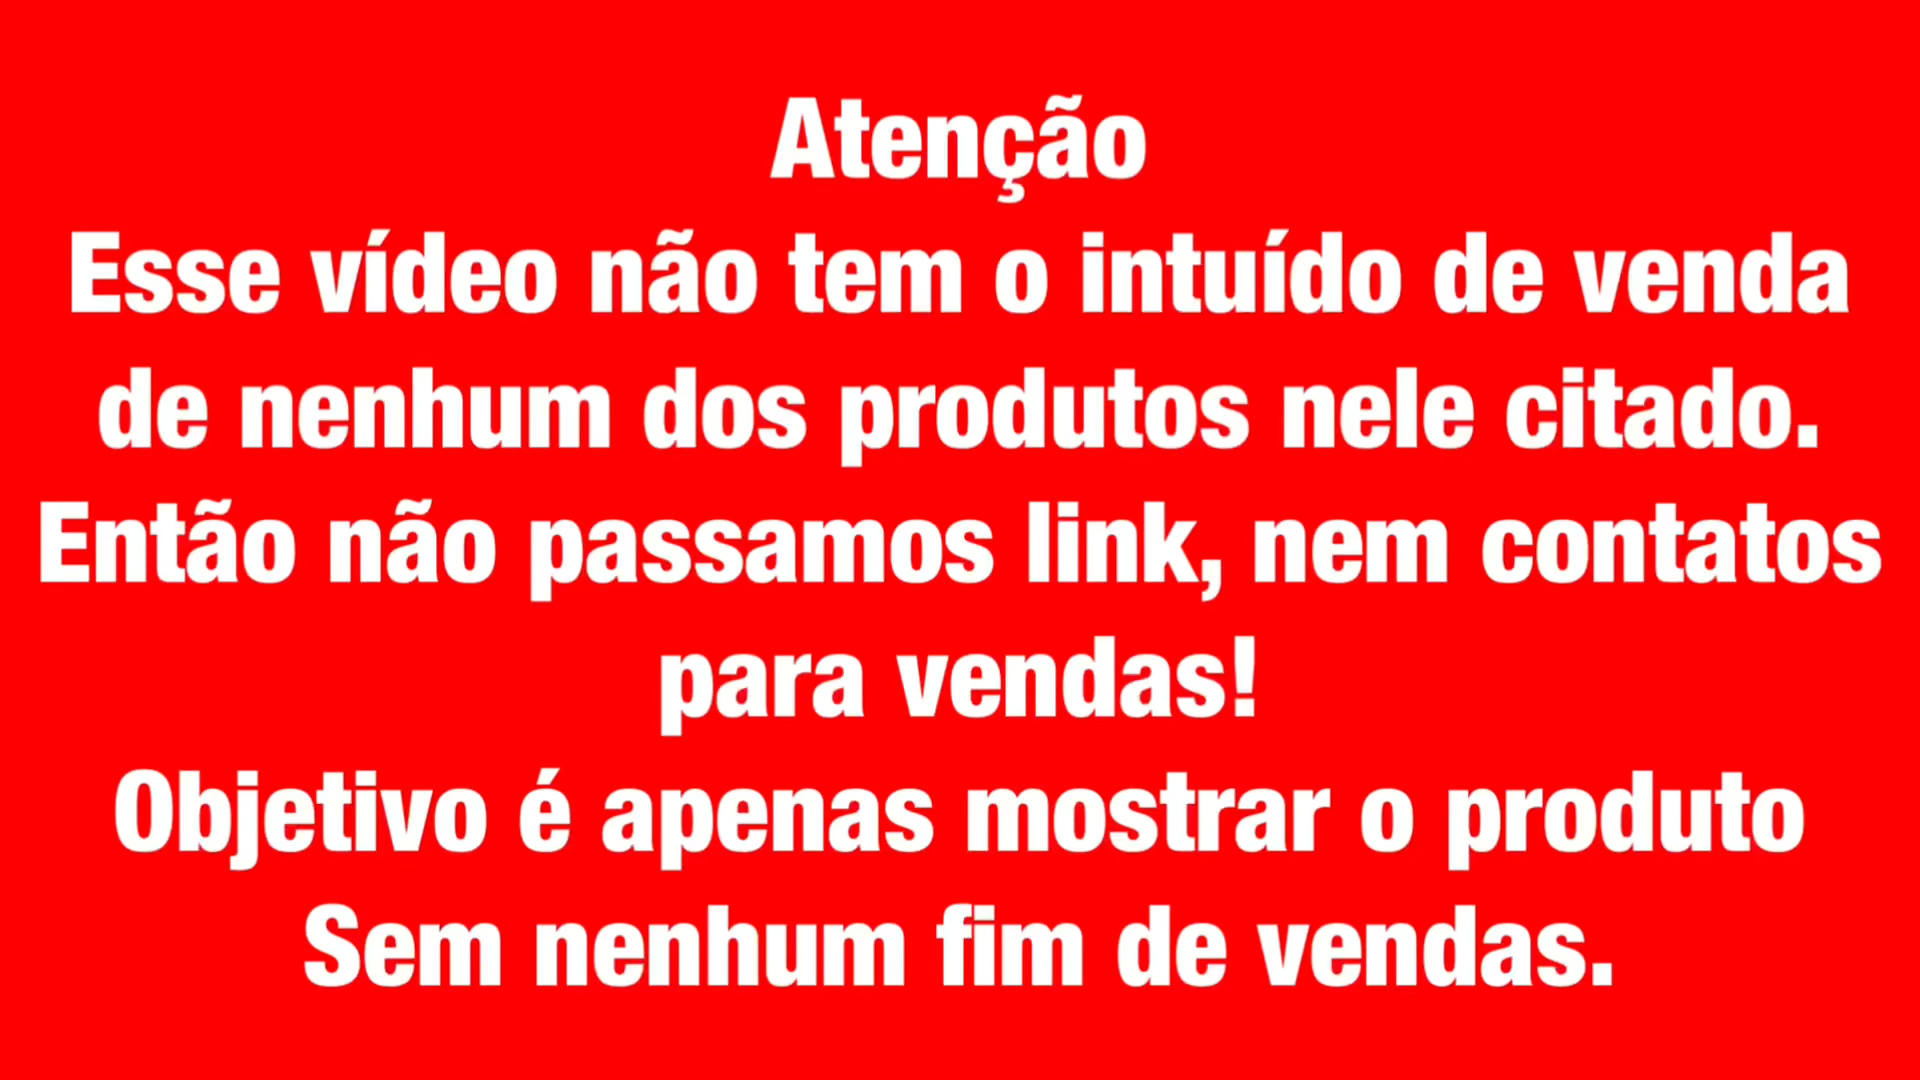 Atenção
Esse vídeo não tem o intuído de venda
de nenhum dos produtos nele citado.
Então não passamos link, nem contatos
para vendas!
Objetivo é apenas mostrar o produto
Sem nenhum fim de vendas.